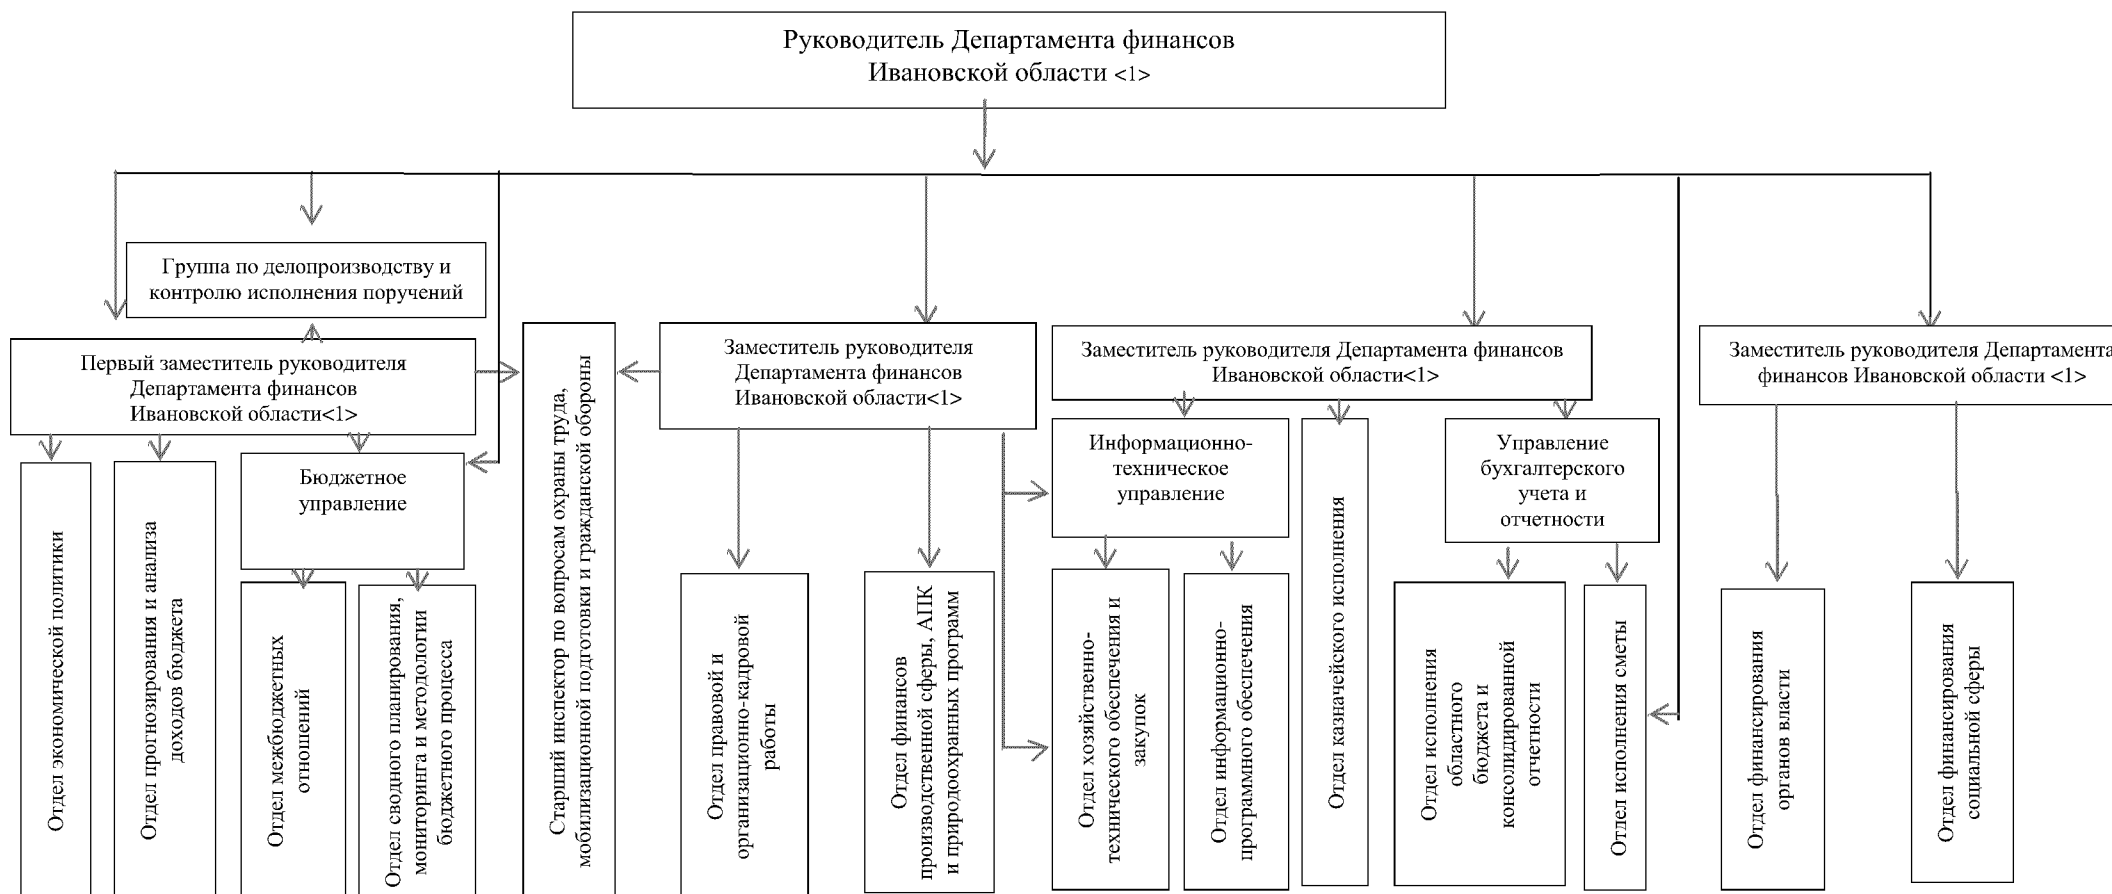 Руководитель Департамента финансов
Ивановской области <1>
Группа по делопроизводству и
контролю исполнения поручений
Первый заместитель руководителя
Департамента финансов
Ивановской области<1>
Старший инспектор по вопросам охраны труда,
мобилизационной подготовки и гражданской обороны
Заместитель руководителя
Департамента финансов
Ивановской области<1>
Заместитель руководителя Департамента финансов
Ивановской области<1>
Заместитель руководителя Департамента
финансов Ивановской области <1>
Бюджетное
управление
Информационно-
техническое
управление
Управление
бухгалтерского
учета и
отчетности
Отдел экономической политики
Отдел прогнозирования и анализа
доходов бюджета
Отдел межбюджетных
отношений
Отдел сводного планирования,
мониторинга и методологии
бюджетного процесса
Отдел правовой и
организационно-кадровой
работы
Отдел финансов
производственной сферы, АПК
и природоохранных программ
Отдел хозяйственно-
технического обеспечения и
закупок
Отдел информационно-
программного обеспечения
Отдел казначейского исполнения
Отдел исполнения
областного
бюджета и
консолидированной
отчетности
Отдел исполнения сметы
Отдел финансирования
органов власти
Отдел финансирования
социальной сферы